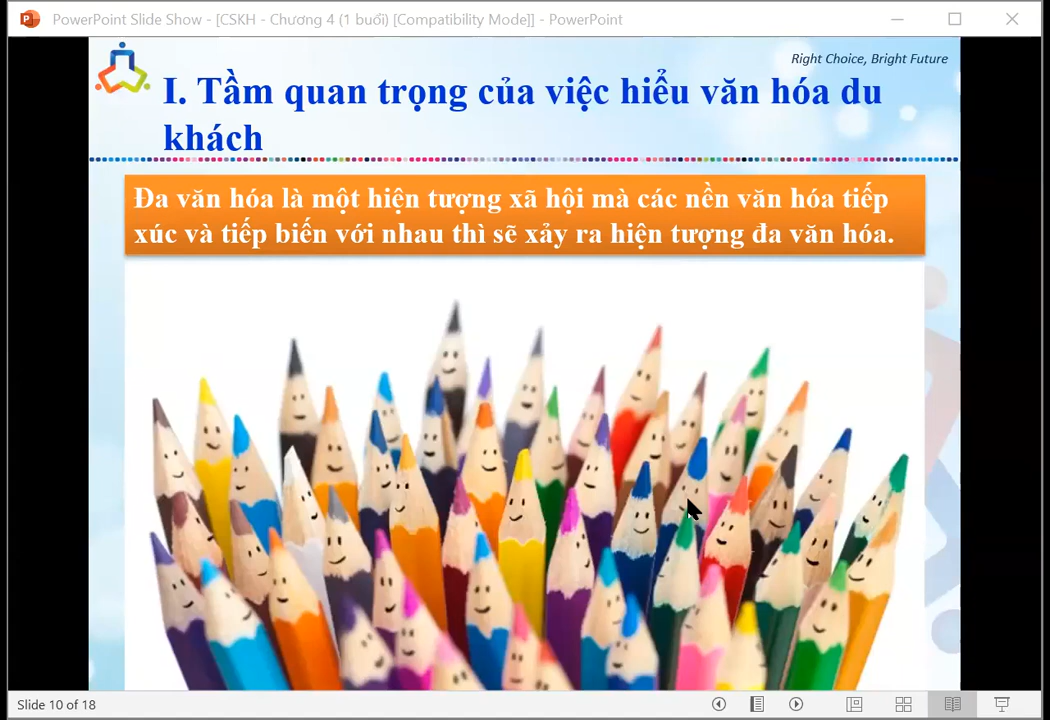 PowerPoint Slide Show - [CSKH - Chương 4 (1 buổi) [Compatibility Mode]] - PowerPoint
Right Choice, Bright Future
I. Tầm quan trọng của việc hiểu văn hóa du
khách
Đa văn hóa là một hiện tượng xã hội mà các nền văn hóa tiếp
xúc và tiếp biến với nhau thì sẽ xảy ra hiện tượng đa văn hóa.
Slide 10 of 18